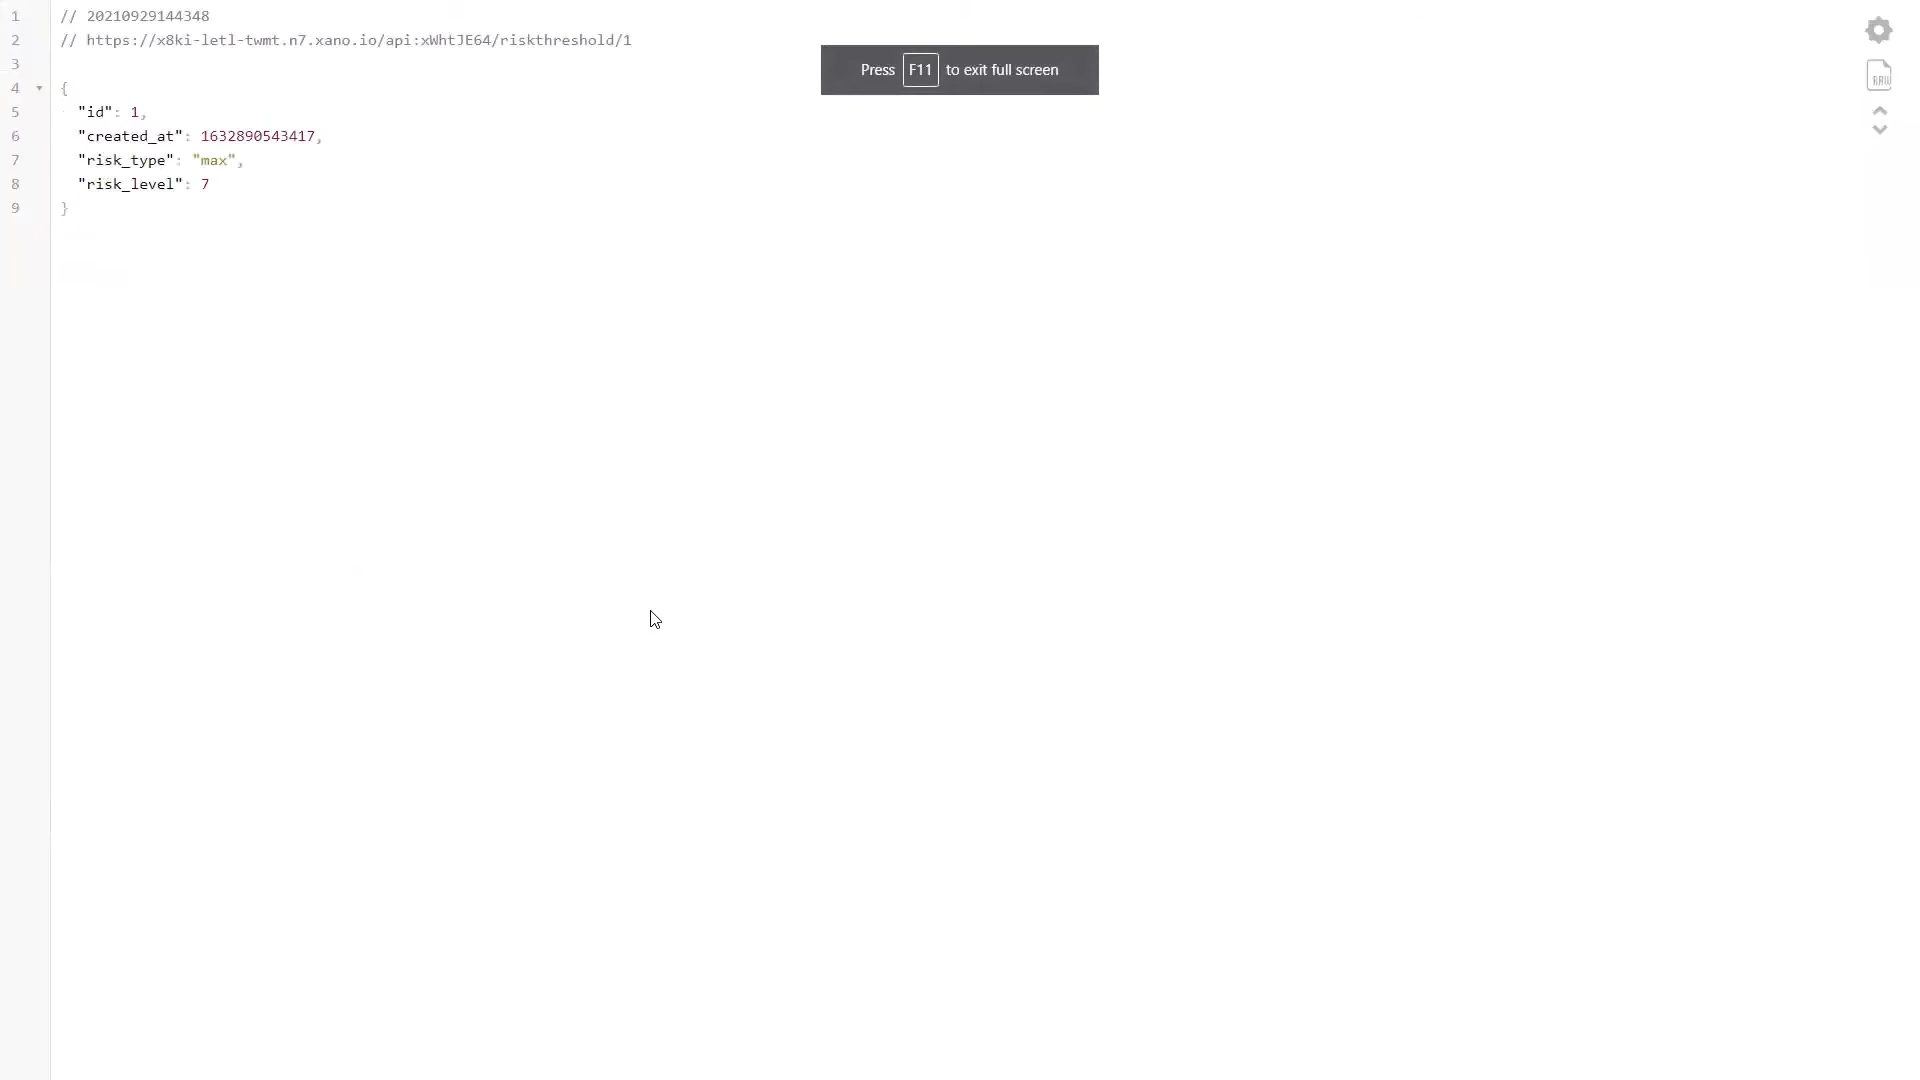 1 // 20210929144348
2 // https://x8ki-letl-twmt.n7.xano.io/api:xWhtJE64/riskthreshold/1
3
Press F11 to exit full screen
RAW
4 {
5 "id": 1,
6 "created_at": 1632890543417,
7 "risk_type": "max",
8 "risk_level": 7
9 }